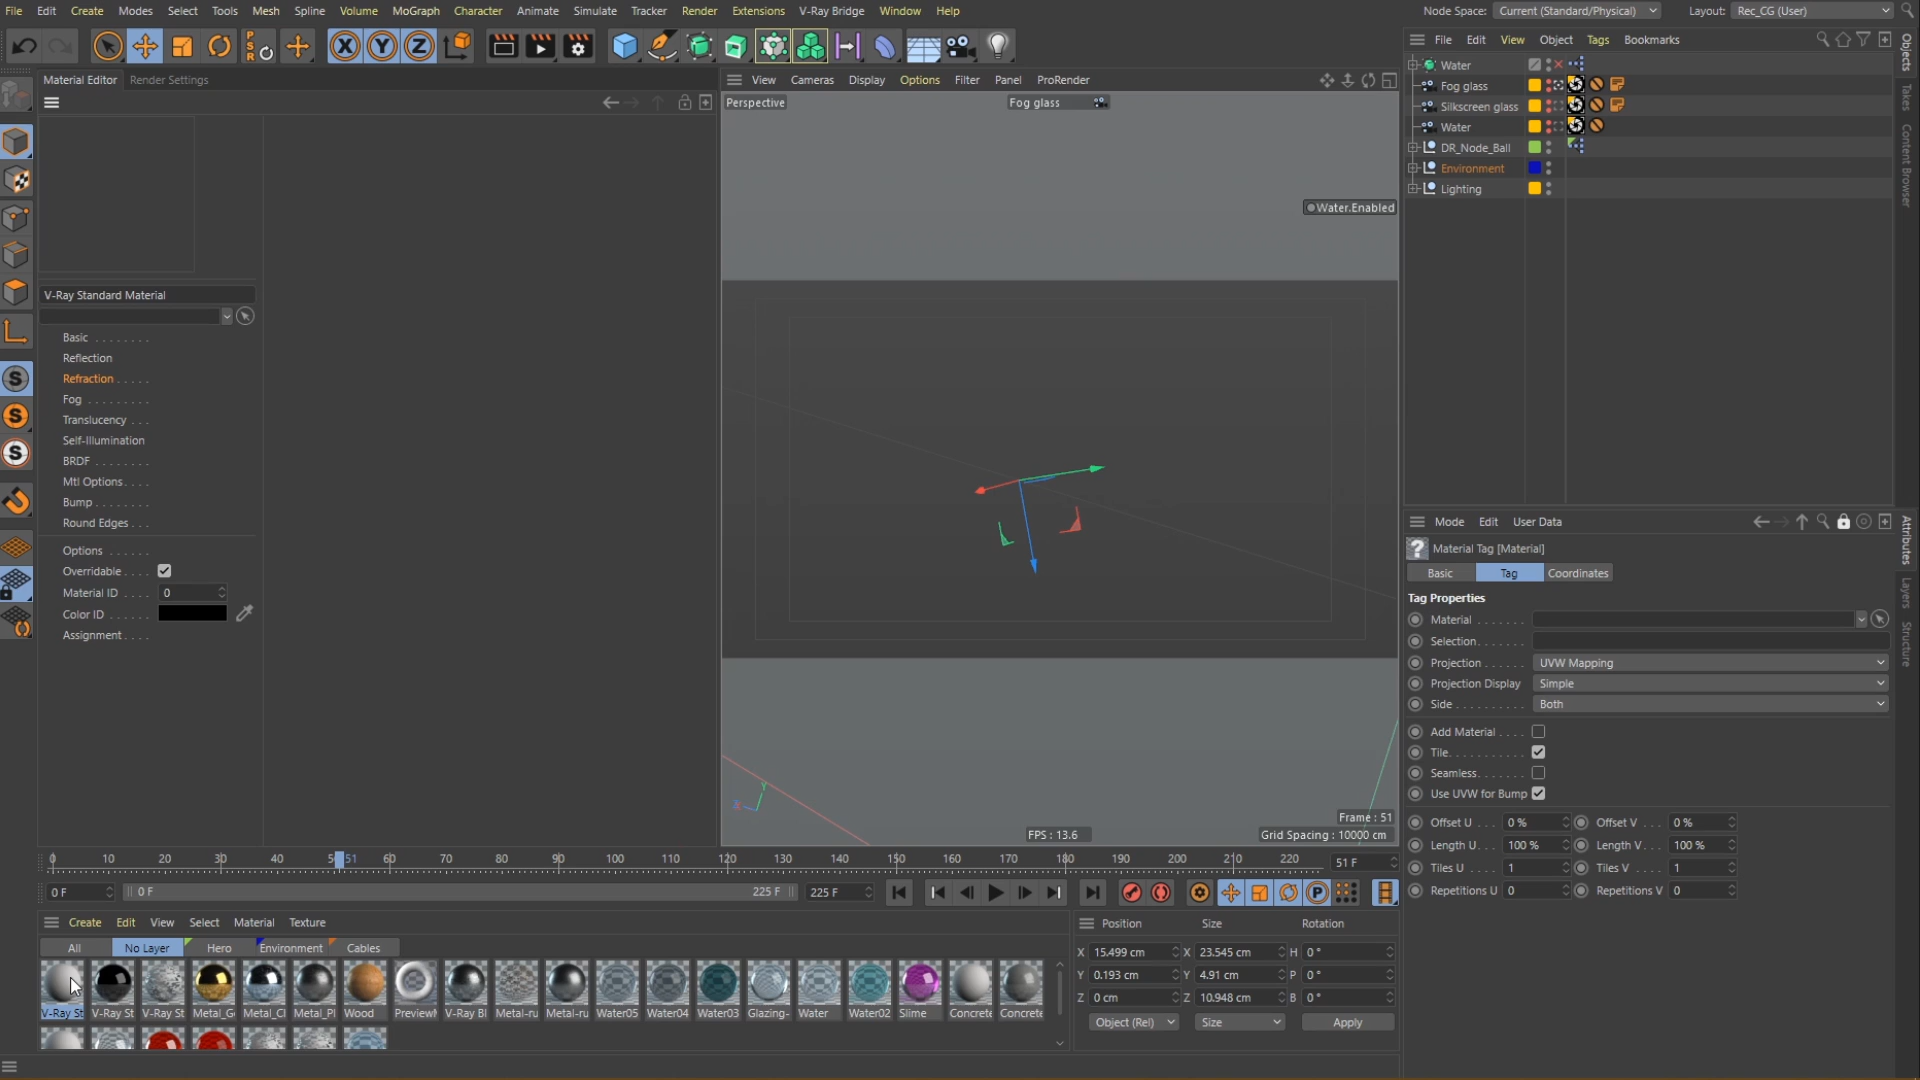 File Edit Create Modes Select Tools Mesh Spline Volume MoGraph Character Animate Simulate Tracker Render Extensions V-Ray Bridge Window Help
Node Space: Current (Standard/Physical) Layout: Rec_CG (User)
PSR X Y Z
File Edit View Object Tags Bookmarks
Material Editor Render Settings
View Cameras Display Options Filter Panel ProRender
Perspective Fog glass
Water.Enabled
Water
Fog glass
Silkscreen glass
Water
DR_Node_Ball
Environment
Lighting
Objects
Takes
Content Browser
V-Ray Standard Material
Basic
Reflection
Refraction
Fog
Translucency
Self-Illumination
BRDF
Mtl Options
Bump
Round Edges
Options
Overridable
Material ID 0
Color ID
Assignment
Y
FPS : 13.6
Frame : 51
Grid Spacing : 10000 cm
Mode Edit User Data
Material Tag [Material]
Basic Tag Coordinates
Tag Properties
Material
Selection
Projection UVW Mapping
Projection Display Simple
Side Both
Add Material
Tile
Seamless
Use UVW for Bump
Offset U 0 % Offset V 0 %
Length U 100 % Length V 100 %
Tiles U 1 Tiles V 1
Repetitions U 0 Repetitions V 0
Attributes
Layers
Structure
0 10 20 30 40 51 60 70 80 90 100 110 120 130 140 150 160 170 180 190 200 210 220 51 F
0 F 0 F 225 F 225 F
Create Edit View Select Material Texture
All No Layer Hero Environment Cables
V-Ray St V-Ray St V-Ray St Metal_G Metal_Cl Metal_Pl Wood Preview V-Ray Bl Metal-ru Metal-ru Water05 Water04 Water03 Glazing- Water Water02 Slime Concrete Concrete
Position Size Rotation
X 15.499 cm X 23.545 cm H 0 °
Y 0.193 cm Y 4.91 cm P 0 °
Z 0 cm Z 10.948 cm B 0 °
Object (Rel) Size Apply